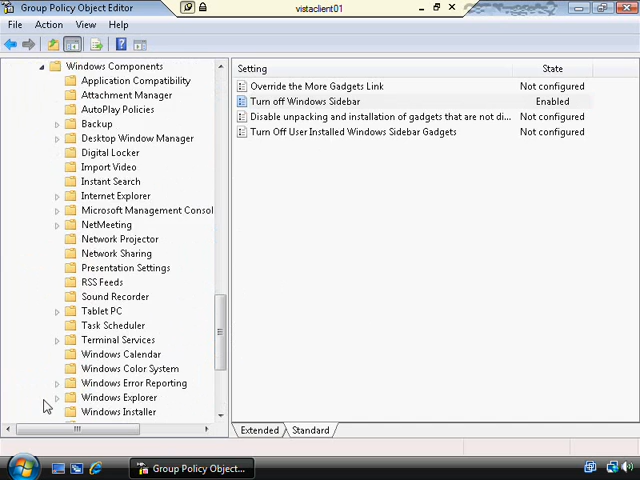 Group Policy Object Editor
vistaclient01
File Action View Help
Windows Components
Application Compatibility
Attachment Manager
AutoPlay Policies
Backup
Desktop Window Manager
Digital Locker
Import Video
Instant Search
Internet Explorer
Microsoft Management Consol
NetMeeting
Network Projector
Network Sharing
Presentation Settings
RSS Feeds
Sound Recorder
Tablet PC
Task Scheduler
Terminal Services
Windows Calendar
Windows Color System
Windows Error Reporting
Windows Explorer
Windows Installer
Setting State
Override the More Gadgets Link Not configured
Turn off Windows Sidebar Enabled
Disable unpacking and installation of gadgets that are not di... Not configured
Turn Off User Installed Windows Sidebar Gadgets Not configured
Extended Standard
Group Policy Object...